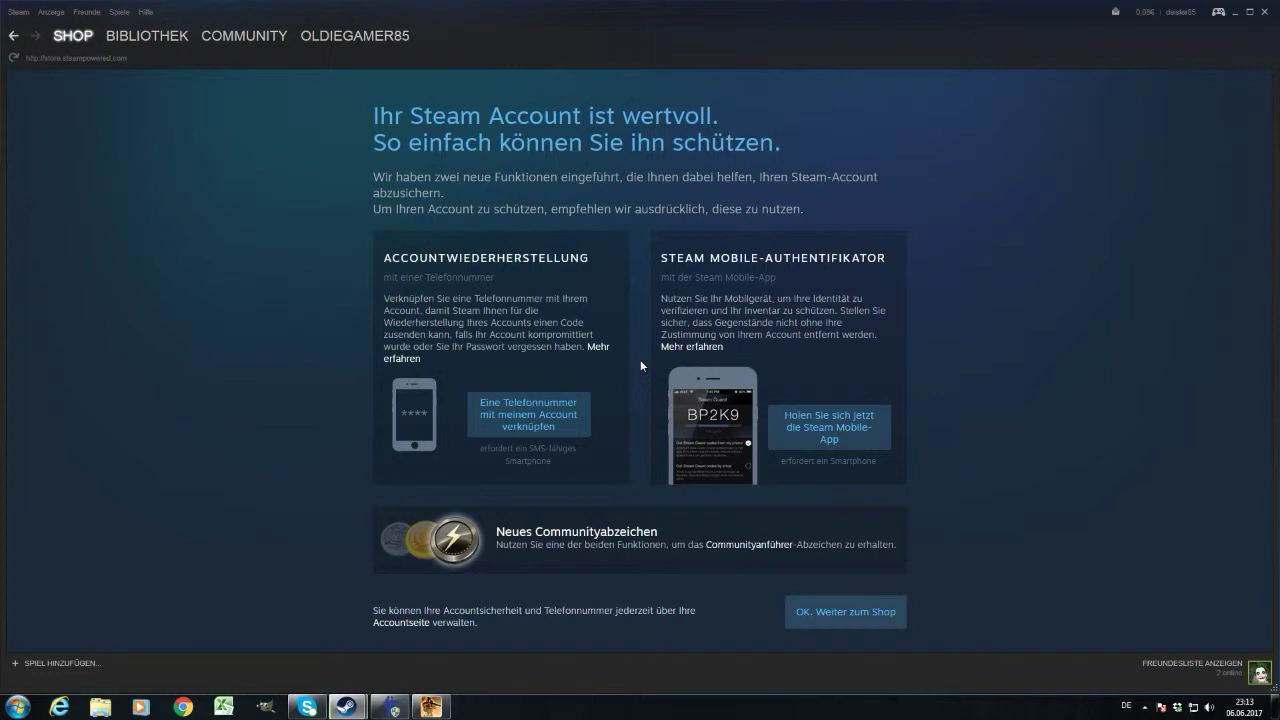 Steam Anzeige Freunde Spiele Hilfe
0,08€ | deisler85
SHOP BIBLIOTHEK COMMUNITY OLDIEGAMER85
http://store.steampowered.com
Ihr Steam Account ist wertvoll.
So einfach können Sie ihn schützen.
Wir haben zwei neue Funktionen eingeführt, die Ihnen dabei helfen, Ihren Steam-Account
abzusichern.
Um Ihren Account zu schützen, empfehlen wir ausdrücklich, diese zu nutzen.
ACCOUNTWIEDERHERSTELLUNG
mit einer Telefonnummer
Verknüpfen Sie eine Telefonnummer mit Ihrem
Account, damit Steam Ihnen für die
Wiederherstellung Ihres Accounts einen Code
zusenden kann, falls Ihr Account kompromittiert
wurde oder Sie Ihr Passwort vergessen haben. Mehr
erfahren
****
Eine Telefonnummer
mit meinem Account
verknüpfen
erfordert ein SMS-fähiges
Smartphone
STEAM MOBILE-AUTHENTIFIKATOR
mit der Steam Mobile-App
Nutzen Sie Ihr Mobilgerät, um Ihre Identität zu
verifizieren und Ihr Inventar zu schützen. Stellen Sie
sicher, dass Gegenstände nicht ohne Ihre
Zustimmung von Ihrem Account entfernt werden.
Mehr erfahren
Steam Guard
BP2K9
Holen Sie sich jetzt
die Steam Mobile-
App
erfordert ein Smartphone
Neues Communityabzeichen
Nutzen Sie eine der beiden Funktionen, um das Communityanführer-Abzeichen zu erhalten.
Sie können Ihre Accountsicherheit und Telefonnummer jederzeit über Ihre
Accountseite verwalten.
OK. Weiter zum Shop
+ SPIEL HINZUFÜGEN...
FREUNDESLISTE ANZEIGEN
2 online
DE
23:13
06.06.2017